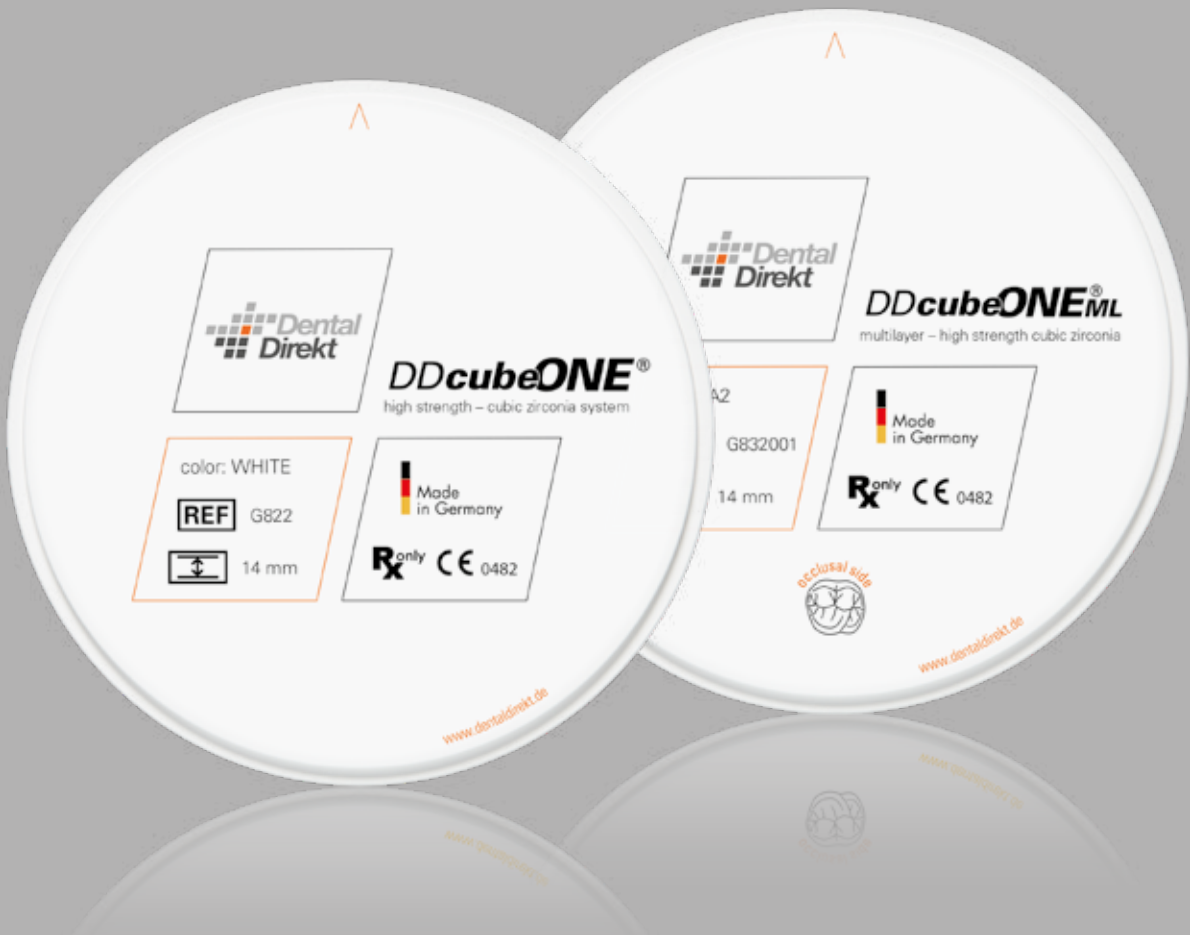 Dental
Direkt
DDcubeONE®
high strength – cubic zirconia system
color: WHITE
REF G822
14 mm
Made
in Germany
Rx only CE 0482
www.dentaldirekt.de
Dental
Direkt
DDcubeONE® ML
multilayer – high strength cubic zirconia
A2
G832001
14 mm
Made
in Germany
Rx only CE 0482
occlusal side
www.dentaldirekt.de